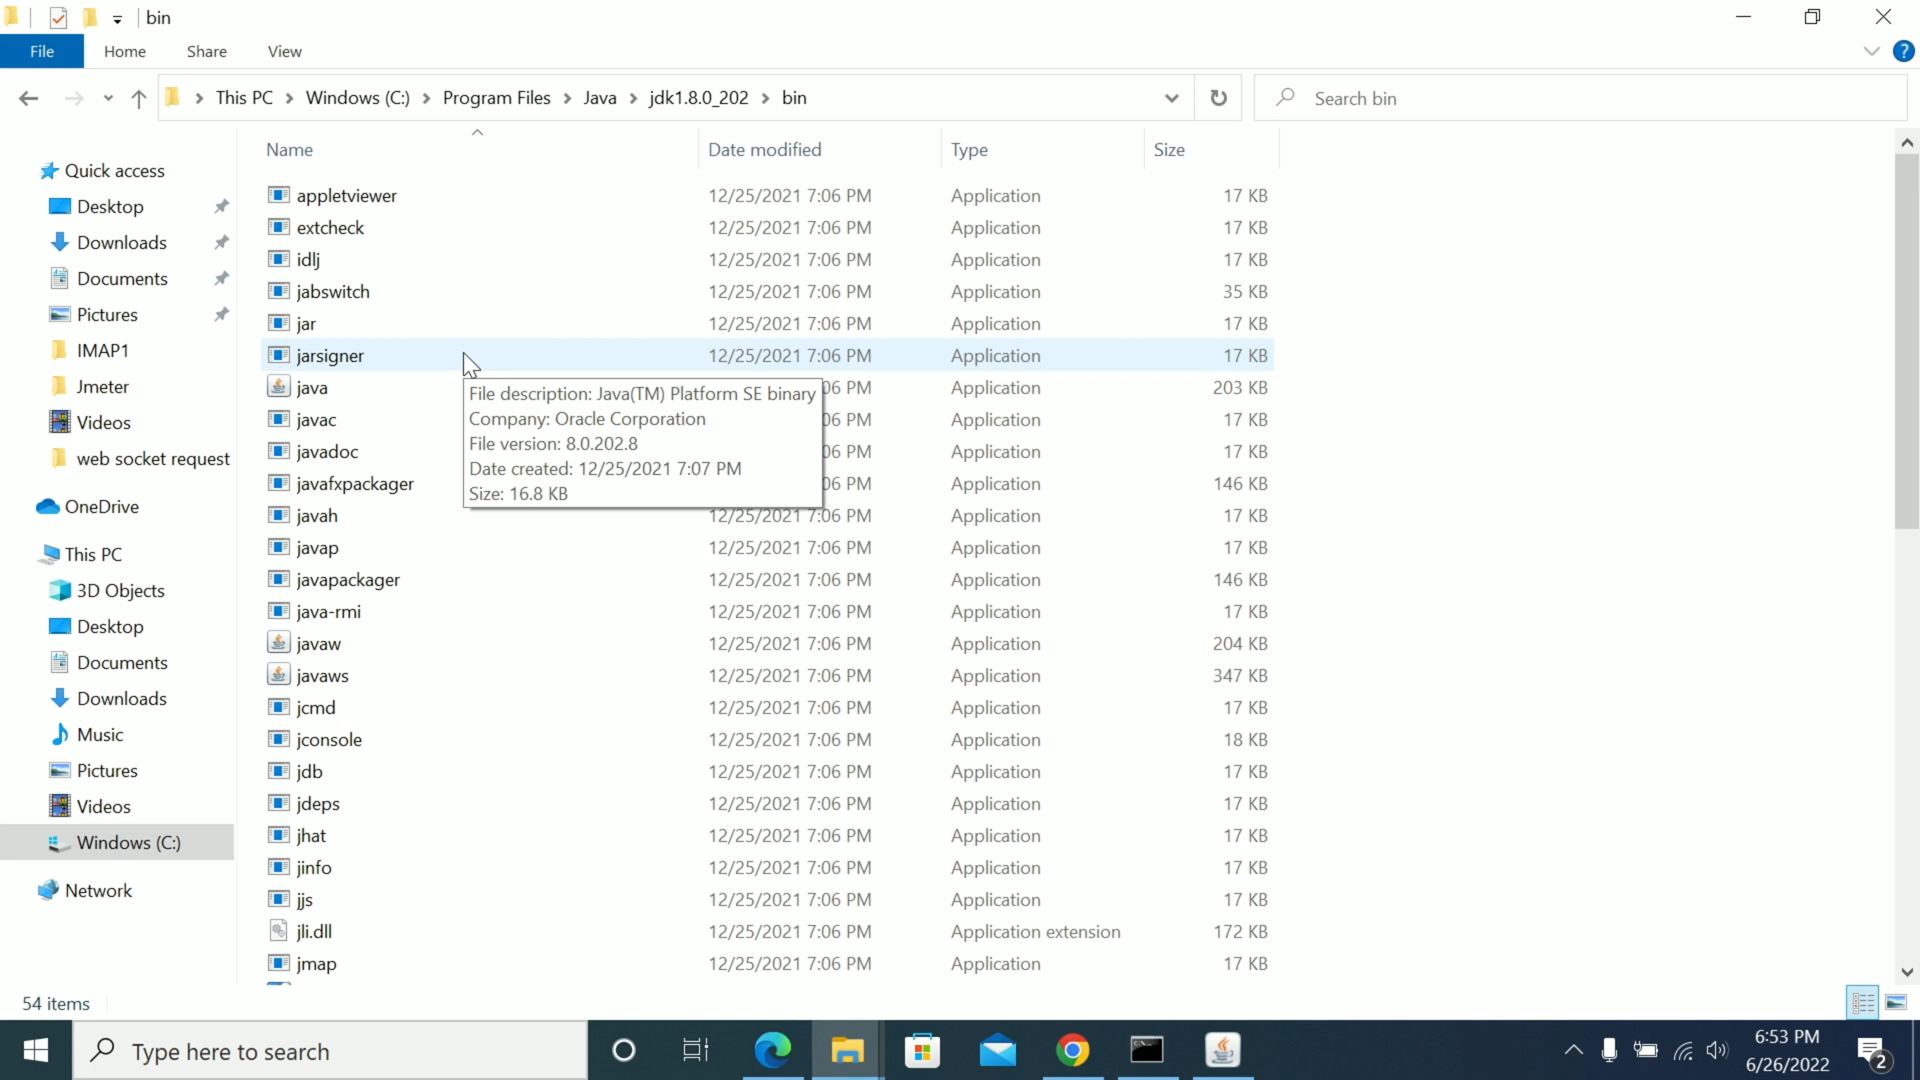 bin
File Home Share View
This PC Windows (C:) Program Files Java jdk1.8.0_202 bin
Search bin
Name Date modified Type Size
Quick access
Desktop
Downloads
Documents
Pictures
IMAP1
Jmeter
Videos
web socket request
OneDrive
This PC
3D Objects
Desktop
Documents
Downloads
Music
Pictures
Videos
Windows (C:)
Network
appletviewer 12/25/2021 7:06 PM Application 17 KB
extcheck 12/25/2021 7:06 PM Application 17 KB
idlj 12/25/2021 7:06 PM Application 17 KB
jabswitch 12/25/2021 7:06 PM Application 35 KB
jar 12/25/2021 7:06 PM Application 17 KB
jarsigner 12/25/2021 7:06 PM Application 17 KB
java 06 PM Application 203 KB
javac 06 PM Application 17 KB
javadoc 06 PM Application 17 KB
javafxpackager 06 PM Application 146 KB
File description: Java(TM) Platform SE binary
Company: Oracle Corporation
File version: 8.0.202.8
Date created: 12/25/2021 7:07 PM
Size: 16.8 KB
javah 12/25/2021 7:06 PM Application 17 KB
javap 12/25/2021 7:06 PM Application 17 KB
javapackager 12/25/2021 7:06 PM Application 146 KB
java-rmi 12/25/2021 7:06 PM Application 17 KB
javaw 12/25/2021 7:06 PM Application 204 KB
javaws 12/25/2021 7:06 PM Application 347 KB
jcmd 12/25/2021 7:06 PM Application 17 KB
jconsole 12/25/2021 7:06 PM Application 18 KB
jdb 12/25/2021 7:06 PM Application 17 KB
jdeps 12/25/2021 7:06 PM Application 17 KB
jhat 12/25/2021 7:06 PM Application 17 KB
jinfo 12/25/2021 7:06 PM Application 17 KB
jjs 12/25/2021 7:06 PM Application 17 KB
jli.dll 12/25/2021 7:06 PM Application extension 172 KB
jmap 12/25/2021 7:06 PM Application 17 KB
54 items
Type here to search
6:53 PM
6/26/2022
2